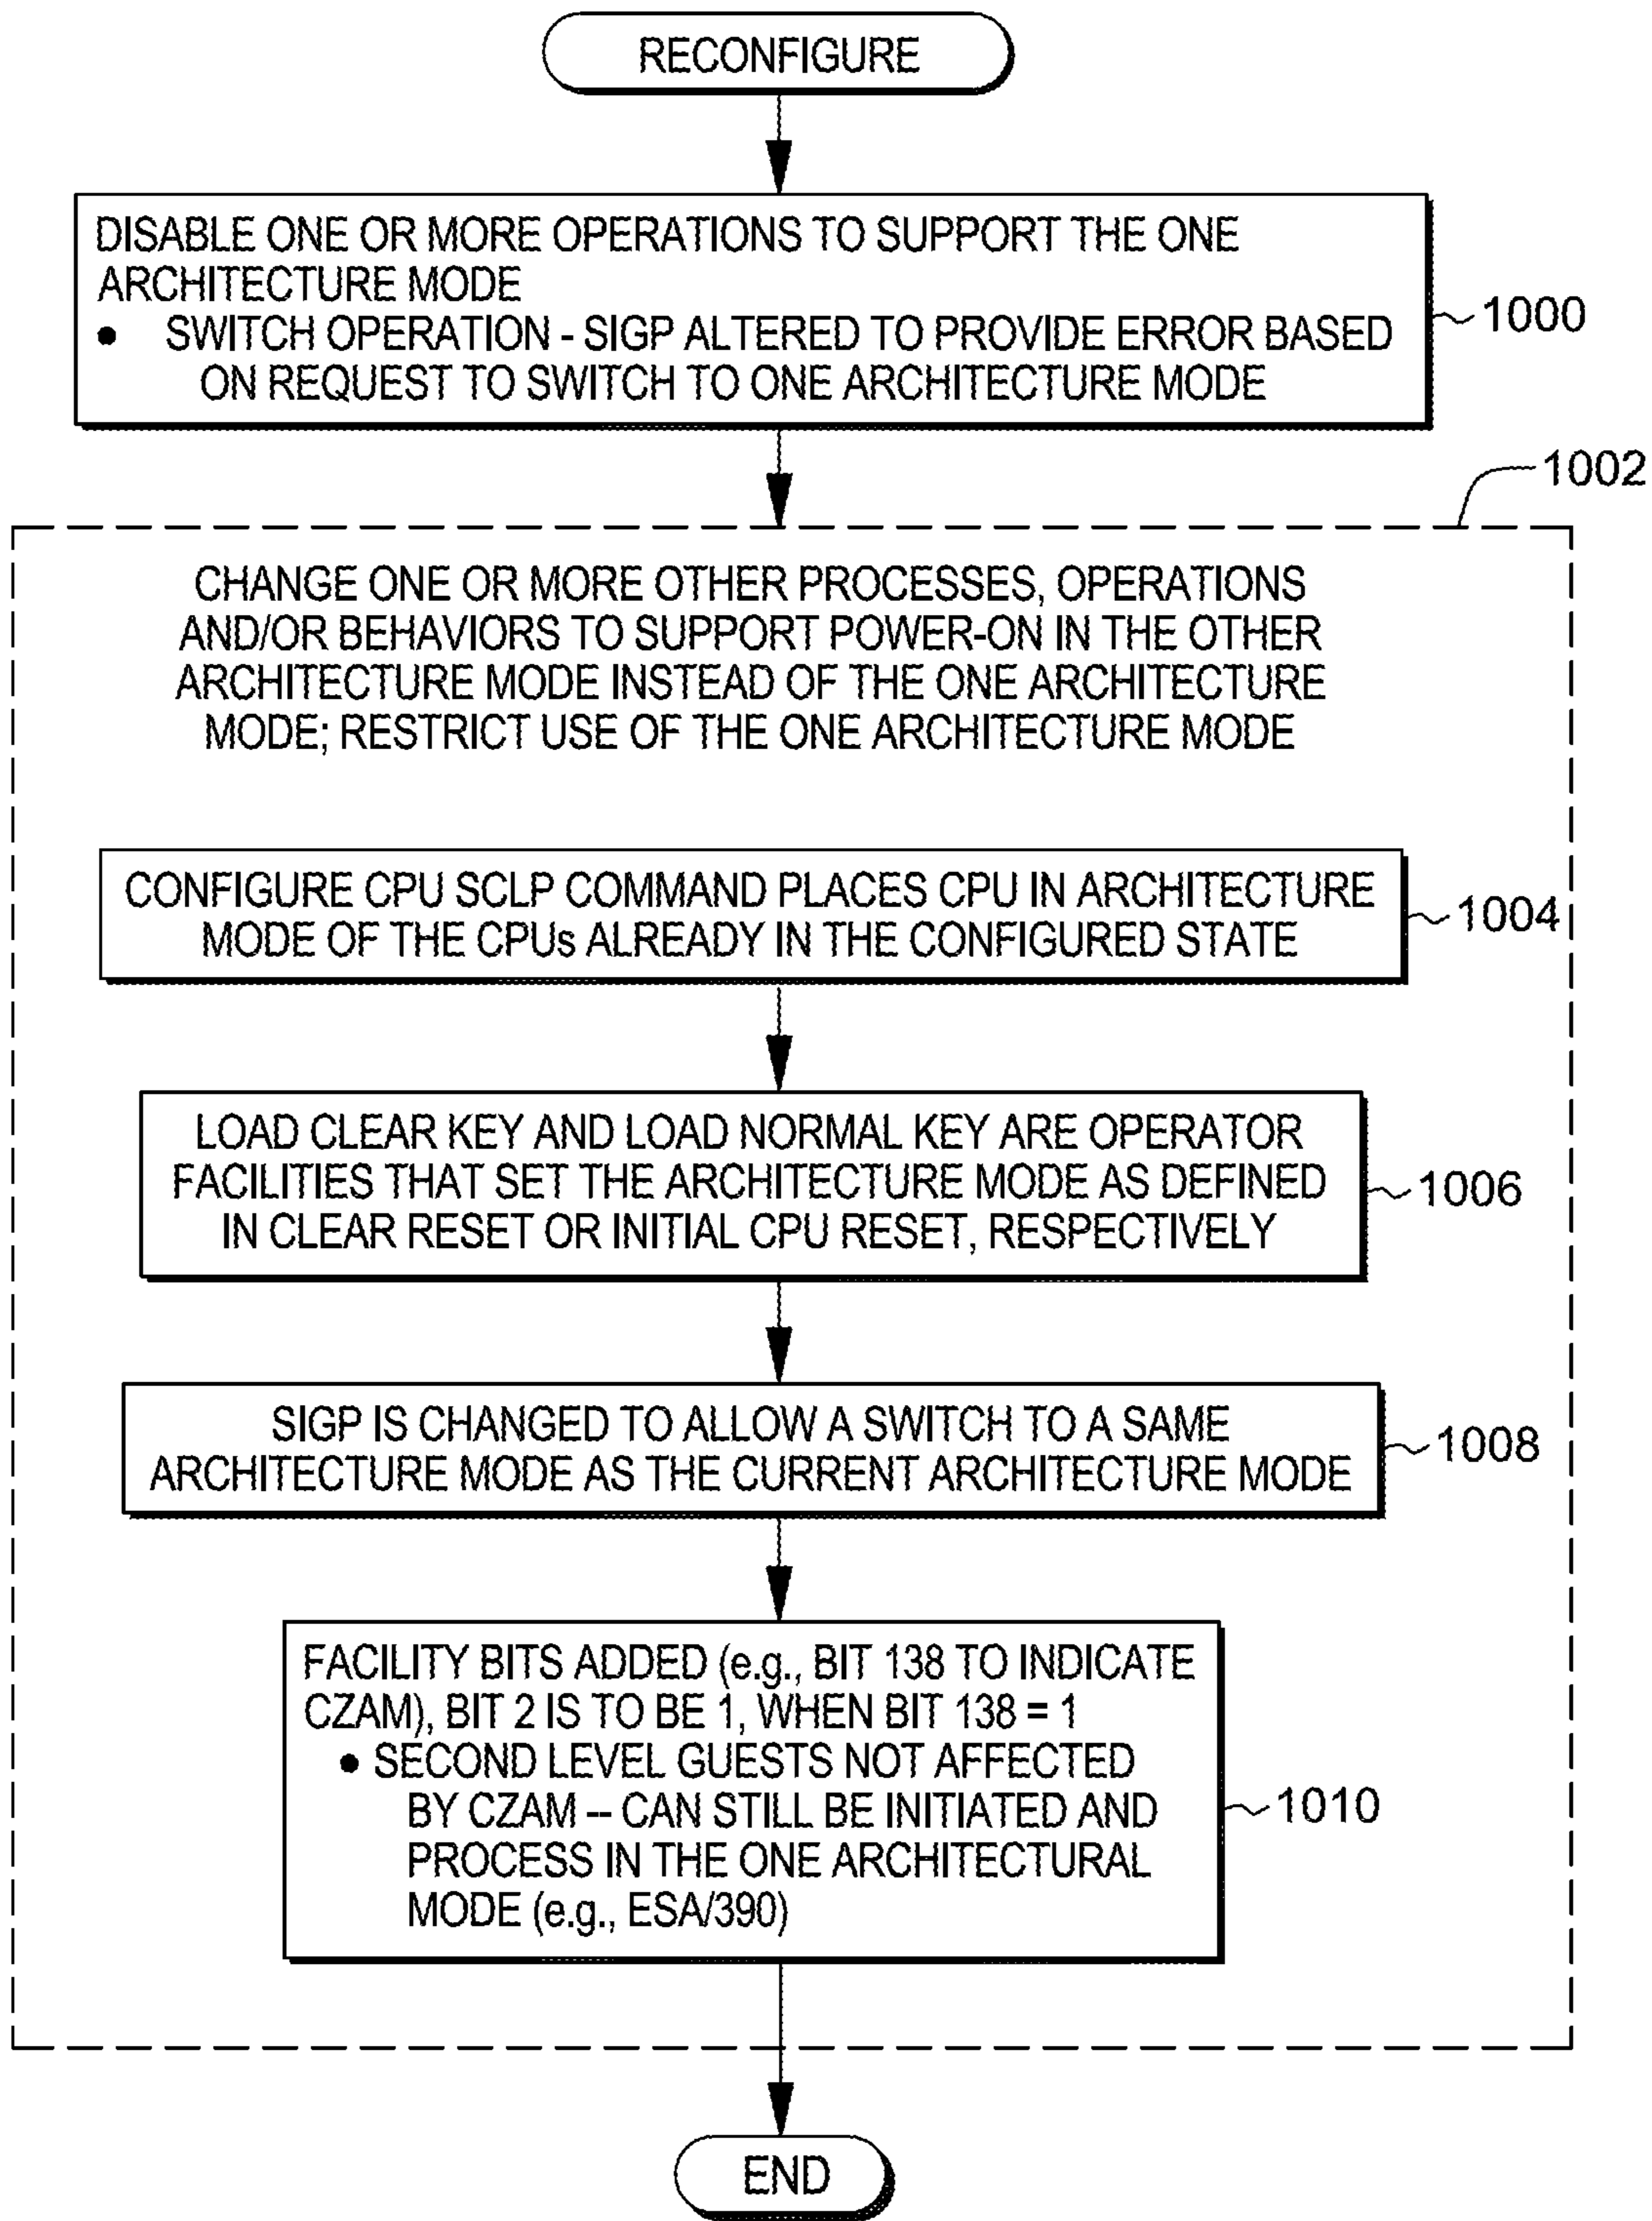 RECONFIGURE
DISABLE ONE OR MORE OPERATIONS TO SUPPORT THE ONE
ARCHITECTURE MODE
• SWITCH OPERATION - SIGP ALTERED TO PROVIDE ERROR BASED
ON REQUEST TO SWITCH TO ONE ARCHITECTURE MODE
1000
1002
CHANGE ONE OR MORE OTHER PROCESSES, OPERATIONS
AND/OR BEHAVIORS TO SUPPORT POWER-ON IN THE OTHER
ARCHITECTURE MODE INSTEAD OF THE ONE ARCHITECTURE
MODE; RESTRICT USE OF THE ONE ARCHITECTURE MODE
CONFIGURE CPU SCLP COMMAND PLACES CPU IN ARCHITECTURE
MODE OF THE CPUs ALREADY IN THE CONFIGURED STATE
1004
LOAD CLEAR KEY AND LOAD NORMAL KEY ARE OPERATOR
FACILITIES THAT SET THE ARCHITECTURE MODE AS DEFINED
IN CLEAR RESET OR INITIAL CPU RESET, RESPECTIVELY
1006
SIGP IS CHANGED TO ALLOW A SWITCH TO A SAME
ARCHITECTURE MODE AS THE CURRENT ARCHITECTURE MODE
1008
FACILITY BITS ADDED (e.g., BIT 138 TO INDICATE
CZAM), BIT 2 IS TO BE 1, WHEN BIT 138 = 1
• SECOND LEVEL GUESTS NOT AFFECTED
BY CZAM -- CAN STILL BE INITIATED AND
PROCESS IN THE ONE ARCHITECTURAL
MODE (e.g., ESA/390)
1010
END